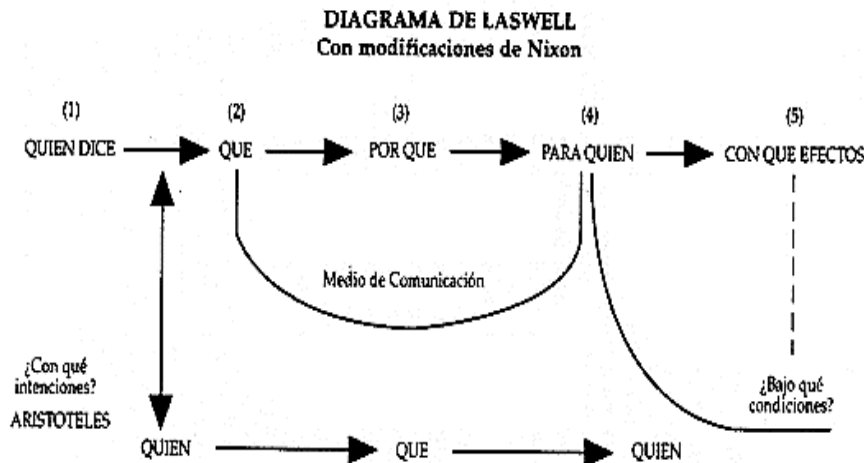 DIAGRAMA DE LASWELL
Con modificaciones de Nixon
(1) (2) (3) (4) (5)
QUIEN DICE QUE POR QUE PARA QUIEN CON QUE EFECTOS
Medio de Comunicación
¿Con qué
intenciones?
ARISTOTELES
¿Bajo qué
condiciones?
QUIEN QUE QUIEN